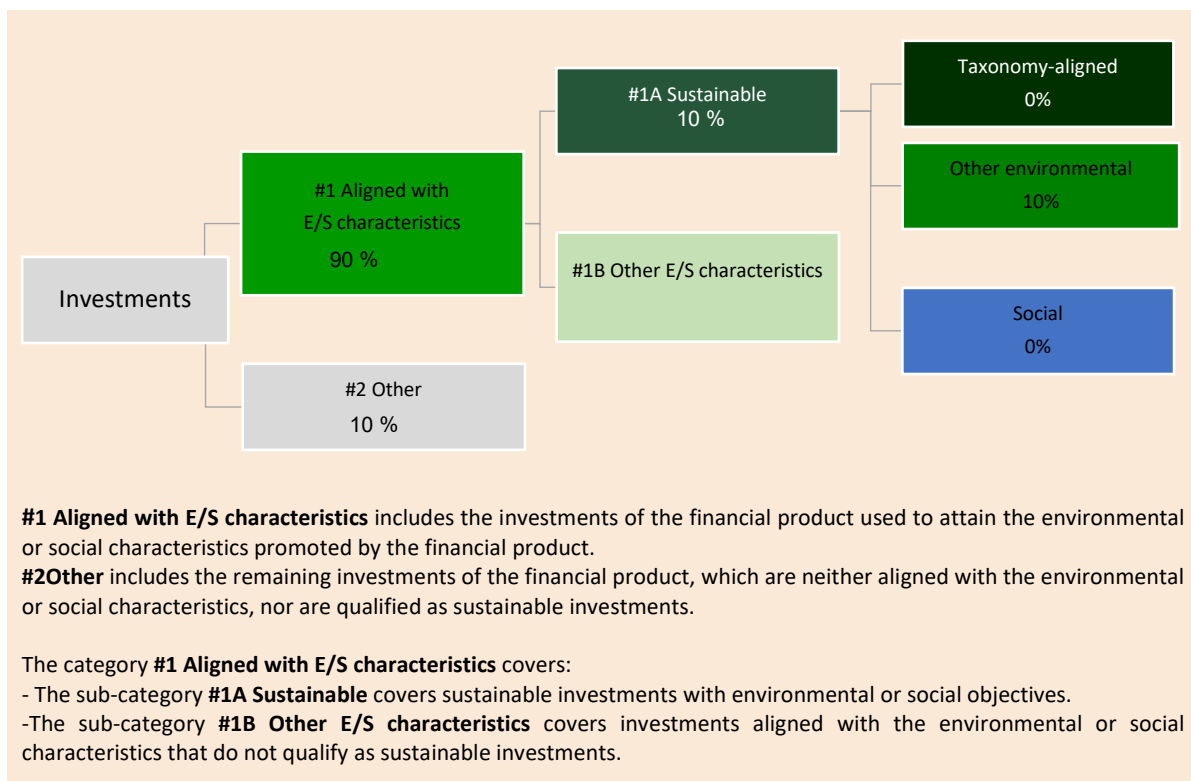 Investments
#1 Aligned with
E/S characteristics
90 %
#2 Other
10 %
#1A Sustainable
10 %
#1B Other E/S characteristics
Taxonomy-aligned
0%
Other environmental
10%
Social
0%
#1 Aligned with E/S characteristics includes the investments of the financial product used to attain the environmental
or social characteristics promoted by the financial product.
#2Other includes the remaining investments of the financial product, which are neither aligned with the environmental
or social characteristics, nor are qualified as sustainable investments.
The category #1 Aligned with E/S characteristics covers:
- The sub-category #1A Sustainable covers sustainable investments with environmental or social objectives.
-The sub-category #1B Other E/S characteristics covers investments aligned with the environmental or social
characteristics that do not qualify as sustainable investments.